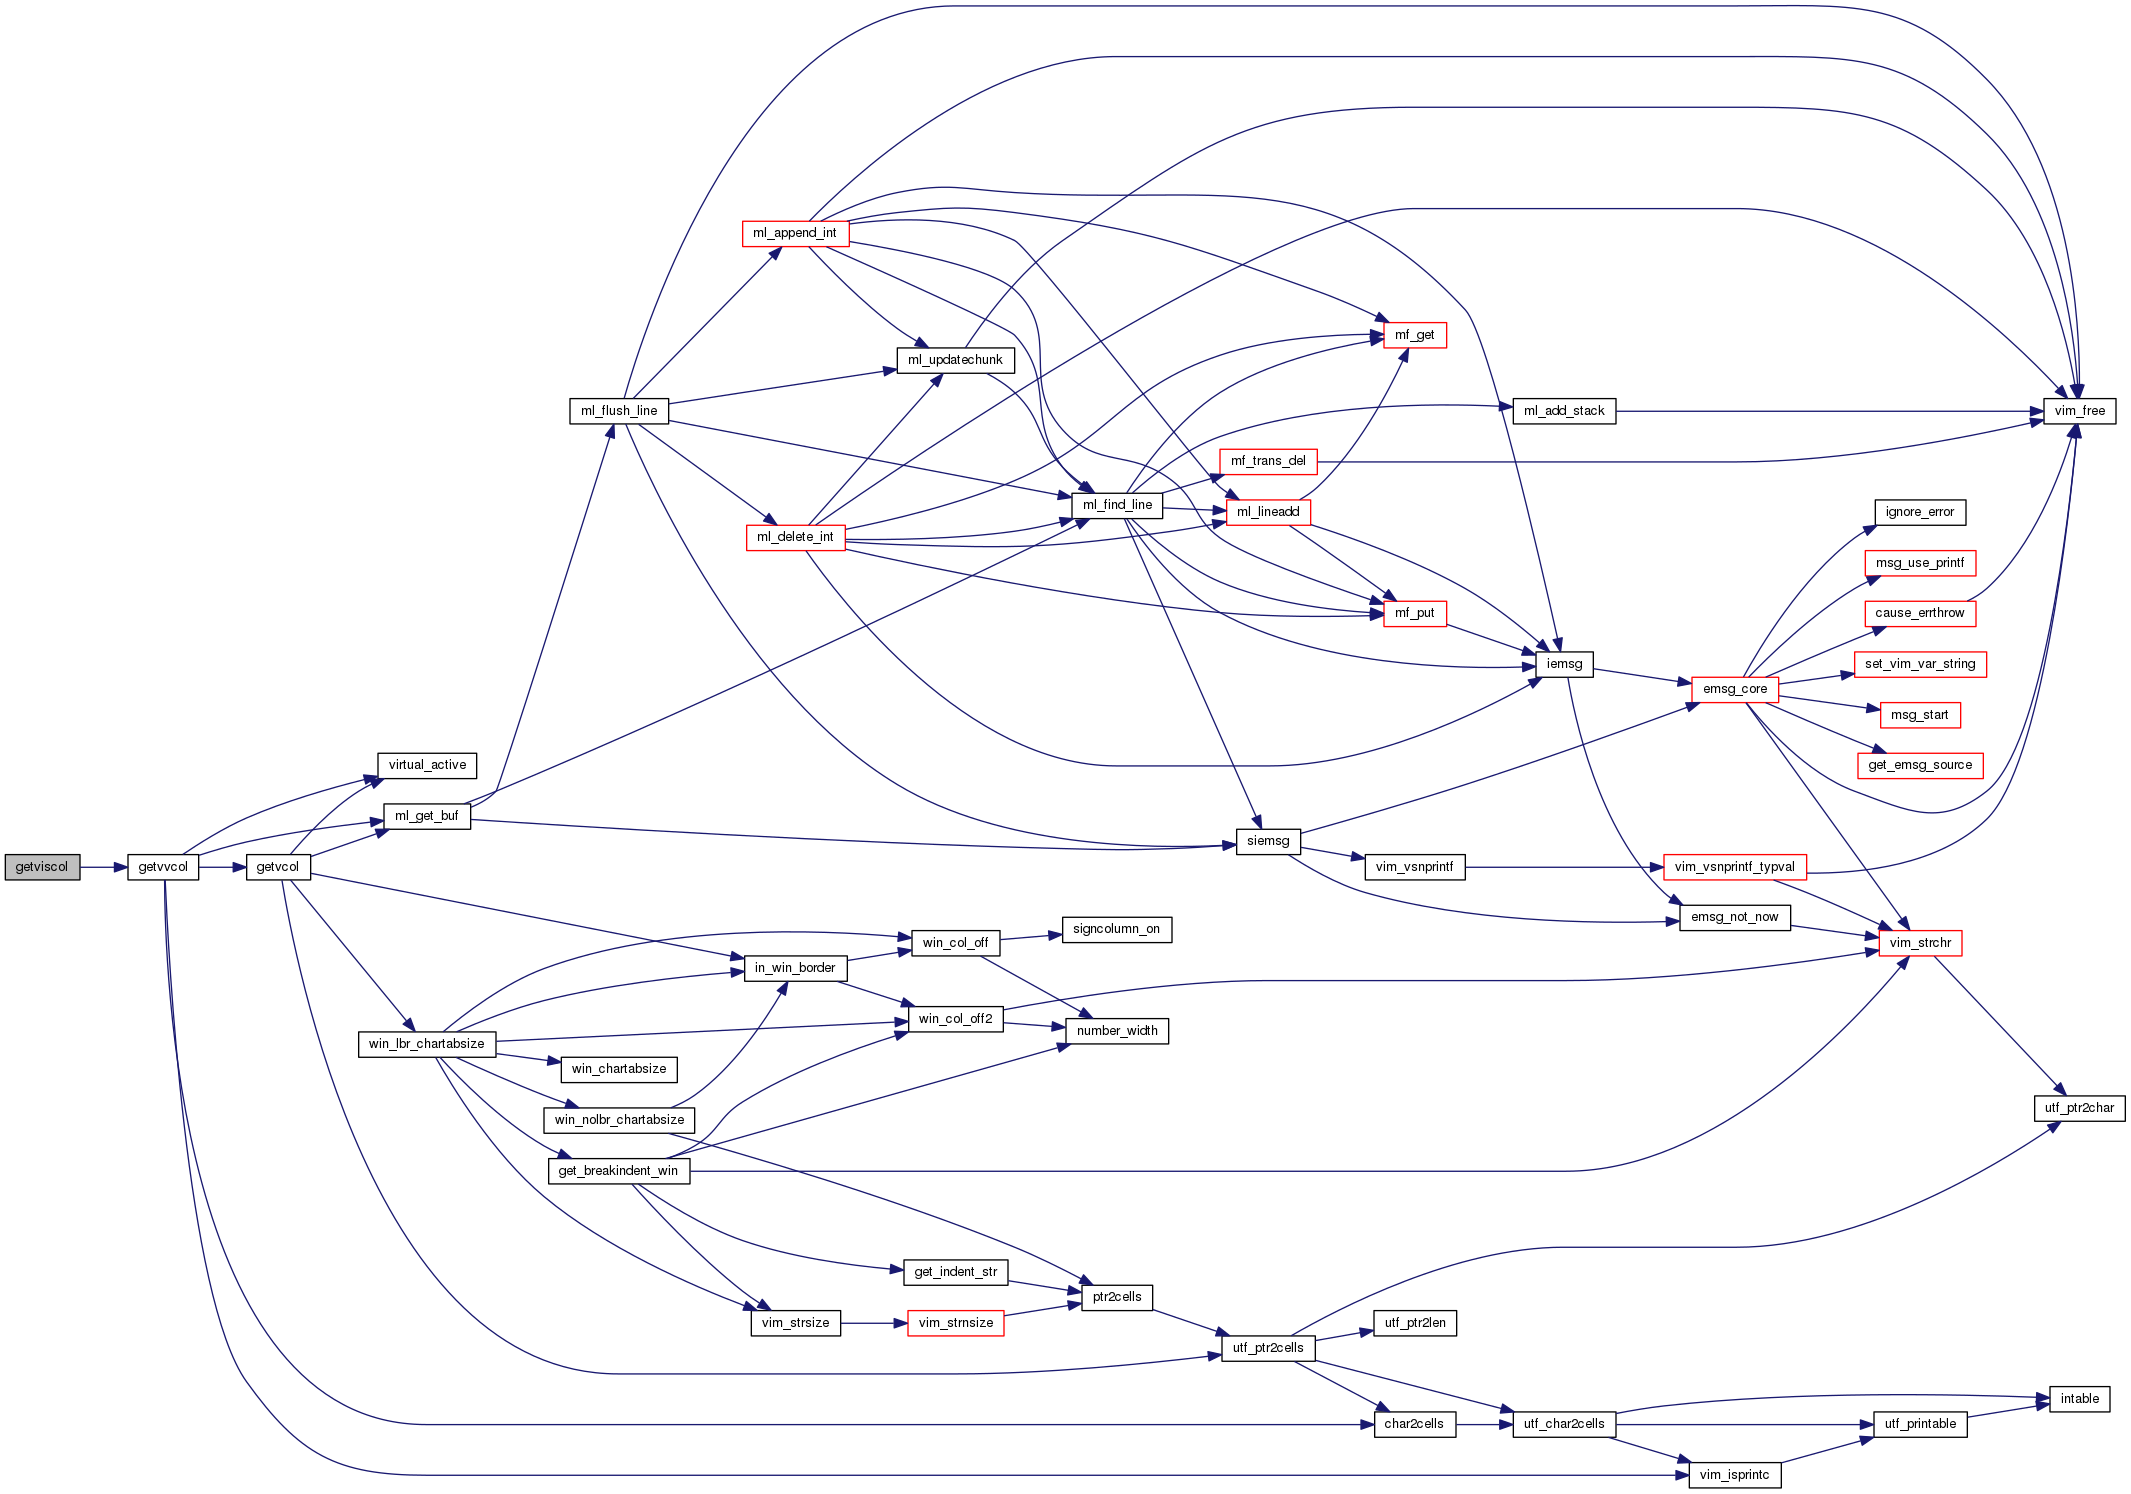 ml_append_int
mf_get
ml_updatechunk
ml_flush_line
ml_add_stack
vim_free
mf_trans_del
ml_find_line
ml_lineadd
ignore_error
ml_delete_int
msg_use_printf
mf_put
cause_errthrow
iemsg
set_vim_var_string
emsg_core
msg_start
virtual_active
get_emsg_source
ml_get_buf
siemsg
getviscol
getvvcol
getvcol
vim_vsnprintf
vim_vsnprintf_typval
emsg_not_now
signcolumn_on
win_col_off
vim_strchr
in_win_border
win_col_off2
number_width
win_lbr_chartabsize
win_chartabsize
utf_ptr2char
win_nolbr_chartabsize
get_breakindent_win
get_indent_str
ptr2cells
vim_strsize
vim_strnsize
utf_ptr2len
utf_ptr2cells
intable
char2cells
utf_char2cells
utf_printable
vim_isprintc